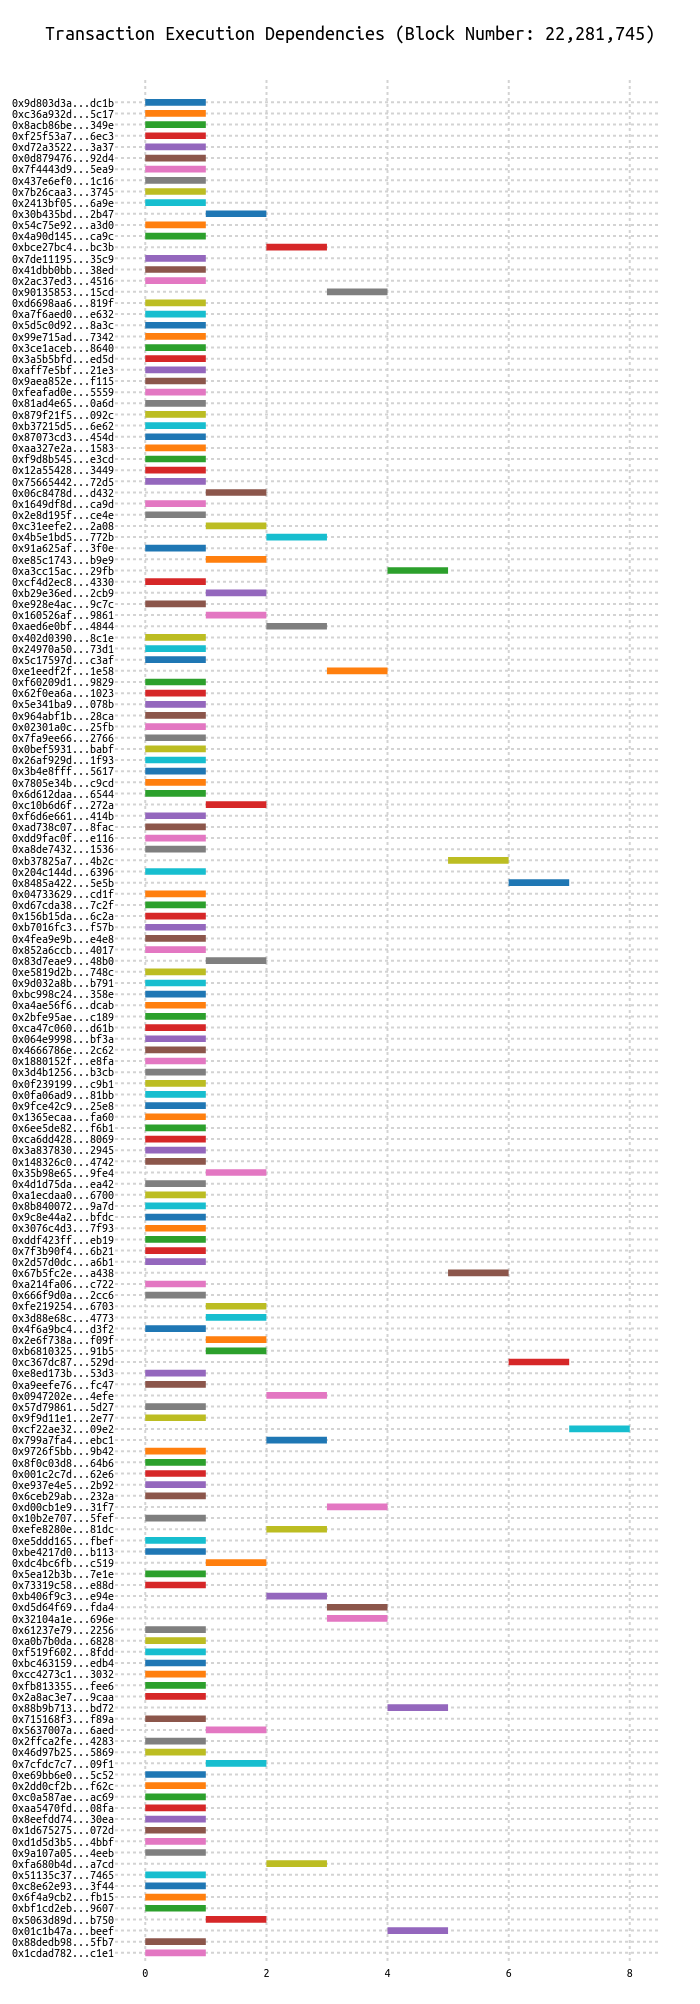 Transaction Execution Dependencies (Block Number: 22,281,745)
0x9d803d3a...dc1b
0xc36a932d...5c17
0x8acb86be...349e
0xf25f53a7...6ec3
0xd72a3522...3a37
0x0d879476...92d4
0x7f4443d9...5ea9
0x437e6ef0...1c16
0x7b26caa3...3745
0x2413bf05...6a9e
0x30b435bd...2b47
0x54c75e92...a3d0
0x4a90d145...ca9c
0xbce27bc4...bc3b
0x7de11195...35c9
0x41dbb0bb...38ed
0x2ac37ed3...4516
0x90135853...15cd
0xd6698aa6...819f
0xa7f6aed0...e632
0x5d5c0d92...8a3c
0x99e715ad...7342
0x3ce1aceb...8640
0x3a5b5bfd...ed5d
0xaff7e5bf...21e3
0x9aea852e...f115
0xfeafad0e...5559
0x81ad4e65...0a6d
0x879f21f5...092c
0xb37215d5...6e62
0x87073cd3...454d
0xaa327e2a...1583
0xf9d8b545...e3cd
0x12a55428...3449
0x75665442...72d5
0x06c8478d...d432
0x1649df8d...ca9d
0x2e8d195f...ce4e
0xc31eefe2...2a08
0x4b5e1bd5...772b
0x91a625af...3f0e
0xe85c1743...b9e9
0xa3cc15ac...29fb
0xcf4d2ec8...4330
0xb29e36ed...2cb9
0xe928e4ac...9c7c
0x160526af...9861
0xaed6e0bf...4844
0x402d0390...8c1e
0x24970a50...73d1
0x5c17597d...c3af
0xe1eedf2f...1e58
0xf60209d1...9829
0x62f0ea6a...1023
0x5e341ba9...078b
0x964abf1b...28ca
0x02301a0c...25fb
0x7fa9ee66...2766
0x0bef5931...babf
0x26af929d...1f93
0x3b4e8fff...5617
0x7805e34b...c9cd
0x6d612daa...6544
0xc10b6d6f...272a
0xf6d6e661...414b
0xad738c07...8fac
0xdd9fac0f...e116
0xa8de7432...1536
0xb37825a7...4b2c
0x204c144d...6396
0x8485a422...5e5b
0x04733629...cd1f
0xd67cda38...7c2f
0x156b15da...6c2a
0xb7016fc3...f57b
0x4fea9e9b...e4e8
0x852a6ccb...4017
0x83d7eae9...48b0
0xe5819d2b...748c
0x9d032a8b...b791
0xbc998c24...358e
0xa4ae56f6...dcab
0x2bfe95ae...c189
0xca47c060...d61b
0x064e9998...bf3a
0x4666786e...2c62
0x1880152f...e8fa
0x3d4b1256...b3cb
0x0f239199...c9b1
0x0fa06ad9...81bb
0x9fce42c9...25e8
0x1365ecaa...fa60
0x6ee5de82...f6b1
0xca6dd428...8069
0x3a837830...2945
0x148326c0...4742
0x35b98e65...9fe4
0x4d1d75da...ea42
0xa1ecdaa0...6700
0x8b840072...9a7d
0x9c8e44a2...bfdc
0x3076c4d3...7f93
0xddf423ff...eb19
0x7f3b90f4...6b21
0x2d57d0dc...a6b1
0x67b5fc2e...a438
0xa214fa06...c722
0x666f9d0a...2cc6
0xfe219254...6703
0x3d88e68c...4773
0x4f6a9bc4...d3f2
0x2e6f738a...f09f
0xb6810325...91b5
0xc367dc87...529d
0xe8ed173b...53d3
0xa9eefe76...fc47
0x0947202e...4efe
0x57d79861...5d27
0x9f9d11e1...2e77
0xcf22ae32...09e2
0x799a7fa4...ebc1
0x9726f5bb...9b42
0x8f0c03d8...64b6
0x001c2c7d...62e6
0xe937e4e5...2b92
0x6ceb29ab...232a
0xd00cb1e9...31f7
0x10b2e707...5fef
0xefe8280e...81dc
0xe5ddd165...fbef
0xbe4217d0...b113
0xdc4bc6fb...c519
0x5ea12b3b...7e1e
0x73319c58...e88d
0xb406f9c3...e94e
0xd5d64f69...fda4
0x32104a1e...696e
0x61237e79...2256
0xa0b7b0da...6828
0xf519f602...8fdd
0xbc463159...edb4
0xcc4273c1...3032
0xfb813355...fee6
0x2a8ac3e7...9caa
0x88b9b713...bd72
0x715168f3...f89a
0x5637007a...6aed
0x2ffca2fe...4283
0x46d97b25...5869
0x7cfdc7c7...09f1
0xe69bb6e0...5c52
0x2dd0cf2b...f62c
0xc0a587ae...ac69
0xaa5470fd...08fa
0x8eefdd74...30ea
0x1d675275...072d
0xd1d5d3b5...4bbf
0x9a107a05...4eeb
0xfa680b4d...a7cd
0x51135c37...7465
0xc8e62e93...3f44
0x6f4a9cb2...fb15
0xbf1cd2eb...9607
0x5063d89d...b750
0x01c1b47a...beef
0x88dedb98...5fb7
0x1cdad782...c1e1
0 2 4 6 8